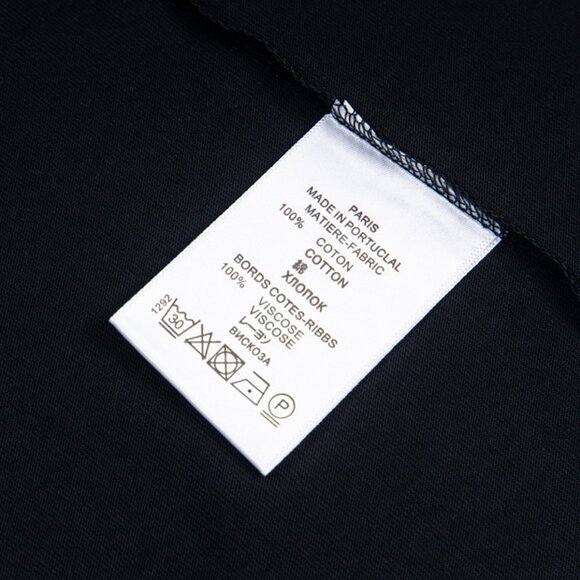 PARIS
MADE IN PORTUCLAL
MATIERE-FABRIC
100% COTON
COTTON
綿
ХЛОПОК
BORDS COTES-RIBBS
100% VISCOSE
VISCOSE
レーヨン
ВИСКОЗА
1292 30 P